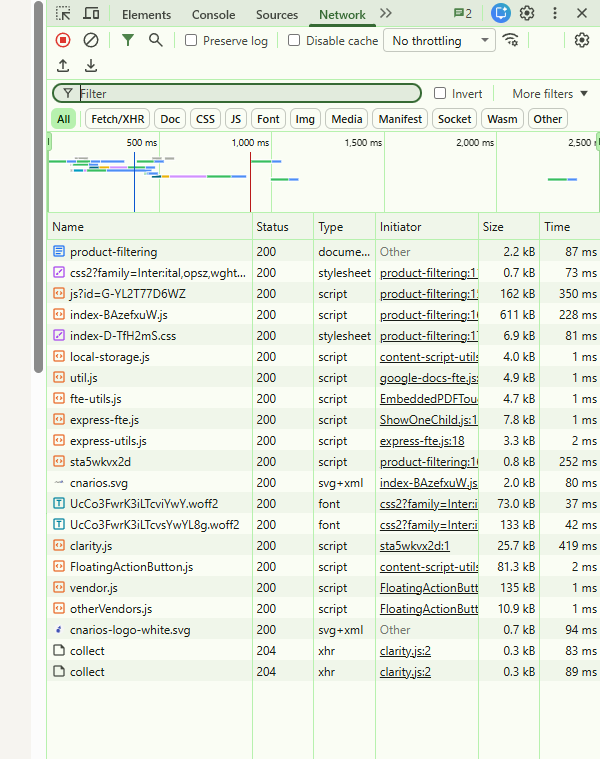 Elements Console Sources Network 2
Preserve log Disable cache No throttling
Filter Invert More filters
All Fetch/XHR Doc CSS JS Font Img Media Manifest Socket Wasm Other
500 ms 1,000 ms 1,500 ms 2,000 ms 2,500
Name Status Type Initiator Size Time
product-filtering 200 docume... Other 2.2 kB 87 ms
css2?family=Inter:ital,opsz,wght... 200 stylesheet product-filtering:1 0.7 kB 73 ms
js?id=G-YL2T77D6WZ 200 script product-filtering:1 162 kB 350 ms
index-BAzefxuW.js 200 script product-filtering:1 611 kB 228 ms
index-D-TfH2mS.css 200 stylesheet product-filtering:1 6.9 kB 81 ms
local-storage.js 200 script content-script-utils 4.0 kB 1 ms
util.js 200 script google-docs-fte.js: 4.9 kB 1 ms
fte-utils.js 200 script EmbeddedPDFTou 4.7 kB 1 ms
express-fte.js 200 script ShowOneChild.js:1 7.8 kB 1 ms
express-utils.js 200 script express-fte.js:18 3.3 kB 2 ms
sta5wkvx2d 200 script product-filtering:1 0.8 kB 252 ms
cnarios.svg 200 svg+xml index-BAzefxuW.js 2.0 kB 80 ms
UcCo3FwrK3iLTcviYwY.woff2 200 font css2?family=Inter:i 73.0 kB 37 ms
UcCo3FwrK3iLTcvsYwYL8g.woff2 200 font css2?family=Inter:i 133 kB 42 ms
clarity.js 200 script sta5wkvx2d:1 25.7 kB 419 ms
FloatingActionButton.js 200 script content-script-utils 81.3 kB 2 ms
vendor.js 200 script FloatingActionButt 135 kB 1 ms
otherVendors.js 200 script FloatingActionButt 10.9 kB 1 ms
cnarios-logo-white.svg 200 svg+xml Other 0.7 kB 94 ms
collect 204 xhr clarity.js:2 0.3 kB 83 ms
collect 204 xhr clarity.js:2 0.3 kB 89 ms